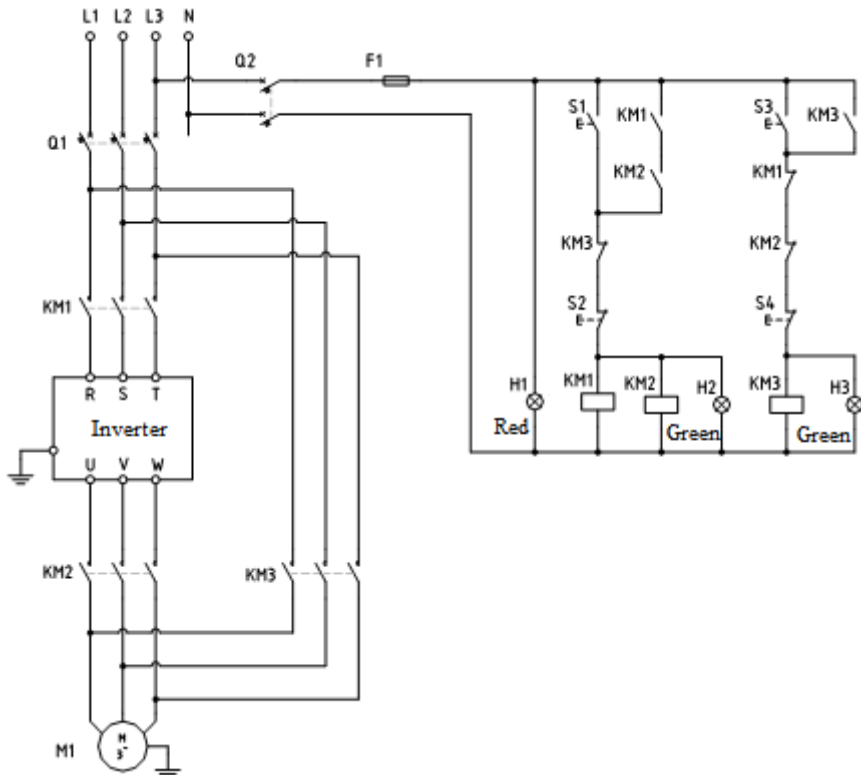 L1 L2 L3 N
Q2 F1
S1 KM1 S3 KM3
Q1
KM2 KM1
KM3 KM2
KM1
S2 S4
R S T
H1 KM1 KM2 H2 KM3 H3
Inverter
Red Green Green
U V W
KM2 KM3
M1 M
3~